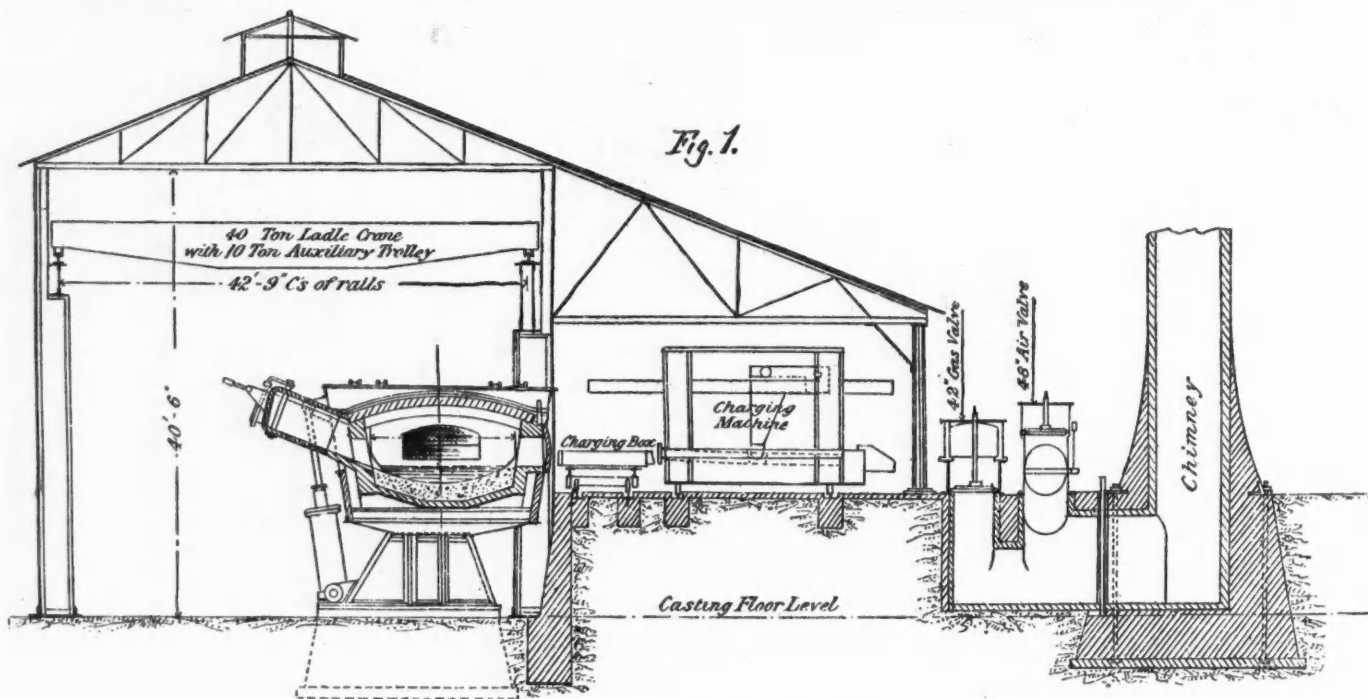 Fig. 1.
40 Ton Ladle Crane
with 10 Ton Auxiliary Trolley
42'-9" C's of rails
40'-6"
42" Gas Valve
48" Air Valve
Charging
Machine
Charging Box
Chimney
Casting Floor Level